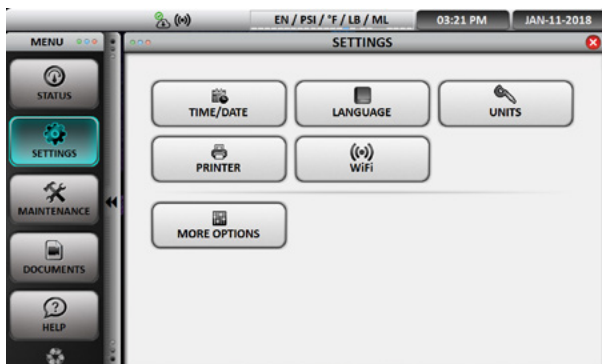 EN / PSI / °F / LB / ML 03:21 PM JAN-11-2018
MENU SETTINGS
STATUS
SETTINGS
MAINTENANCE
DOCUMENTS
HELP
TIME/DATE LANGUAGE UNITS
PRINTER WiFi
MORE OPTIONS